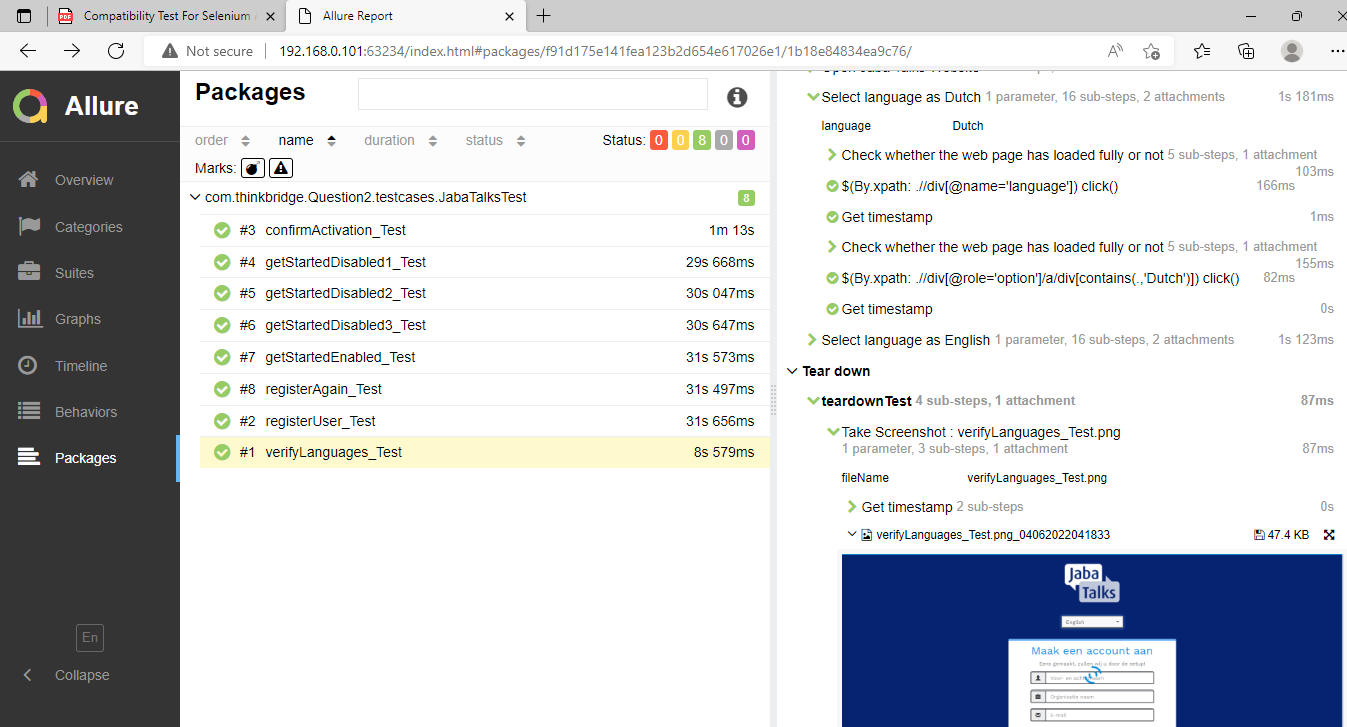 Compatibility Test For Selenium
Allure Report
Not secure
192.168.0.101:63234/index.html#packages/f91d175e141fea123b2d654e617026e1/1b18e84834ea9c76/
Allure
Overview
Categories
Suites
Graphs
Timeline
Behaviors
Packages
En
Collapse
Packages
order name duration status Status: 0 0 8 0 0
Marks:
com.thinkbridge.Question2.testcases.JabaTalksTest 8
#3 confirmActivation_Test 1m 13s
#4 getStartedDisabled1_Test 29s 668ms
#5 getStartedDisabled2_Test 30s 047ms
#6 getStartedDisabled3_Test 30s 647ms
#7 getStartedEnabled_Test 31s 573ms
#8 registerAgain_Test 31s 497ms
#2 registerUser_Test 31s 656ms
#1 verifyLanguages_Test 8s 579ms
Select language as Dutch 1 parameter, 16 sub-steps, 2 attachments 1s 181ms
language Dutch
Check whether the web page has loaded fully or not 5 sub-steps, 1 attachment
103ms
$(By.xpath: .//div[@name='language']) click() 166ms
Get timestamp 1ms
Check whether the web page has loaded fully or not 5 sub-steps, 1 attachment
155ms
$(By.xpath: .//div[@role='option']/a/div[contains(.,'Dutch')]) click() 82ms
Get timestamp 0s
Select language as English 1 parameter, 16 sub-steps, 2 attachments 1s 123ms
Tear down
teardownTest 4 sub-steps, 1 attachment 87ms
Take Screenshot : verifyLanguages_Test.png
1 parameter, 3 sub-steps, 1 attachment 87ms
fileName verifyLanguages_Test.png
Get timestamp 2 sub-steps 0s
verifyLanguages_Test.png_04062022041833 47.4 KB
Jaba
Talks
English
Maak een account aan
Eens gemaakt, zullen wij u door de setup!
Voor- en
Organisatie naam
E-mail